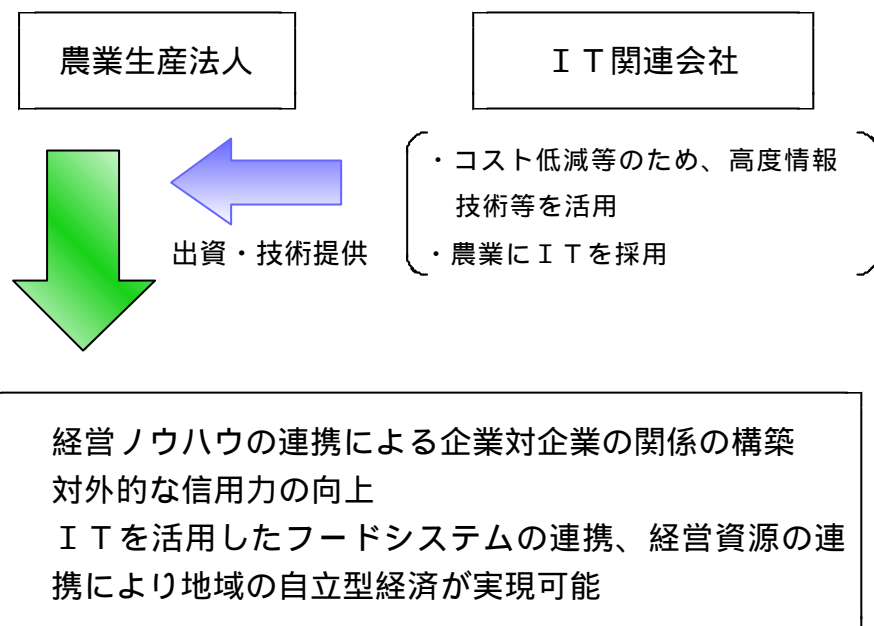 農業生産法人
ＩＴ関連会社
・コスト低減等のため、高度情報
技術等を活用
・農業にＩＴを採用
出資・技術提供
経営ノウハウの連携による企業対企業の関係の構築
対外的な信用力の向上
ＩＴを活用したフードシステムの連携、経営資源の連
携により地域の自立型経済が実現可能